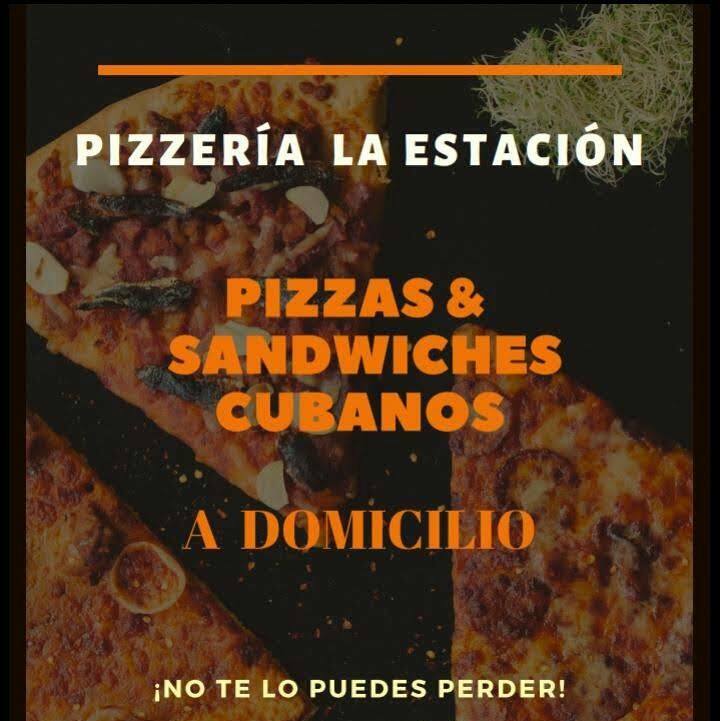 PIZZERÍA LA ESTACIÓN
PIZZAS &
SANDWICHES
CUBANOS
A DOMICILIO
¡NO TE LO PUEDES PERDER!